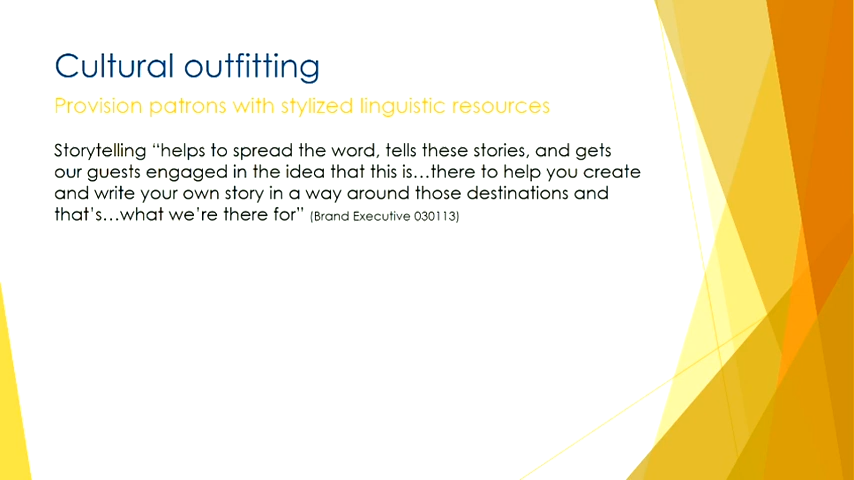 Cultural outfitting
Provision patrons with stylized linguistic resources
Storytelling “helps to spread the word, tells these stories, and gets
our guests engaged in the idea that this is…there to help you create
and write your own story in a way around those destinations and
that’s…what we’re there for” (Brand Executive 030113)